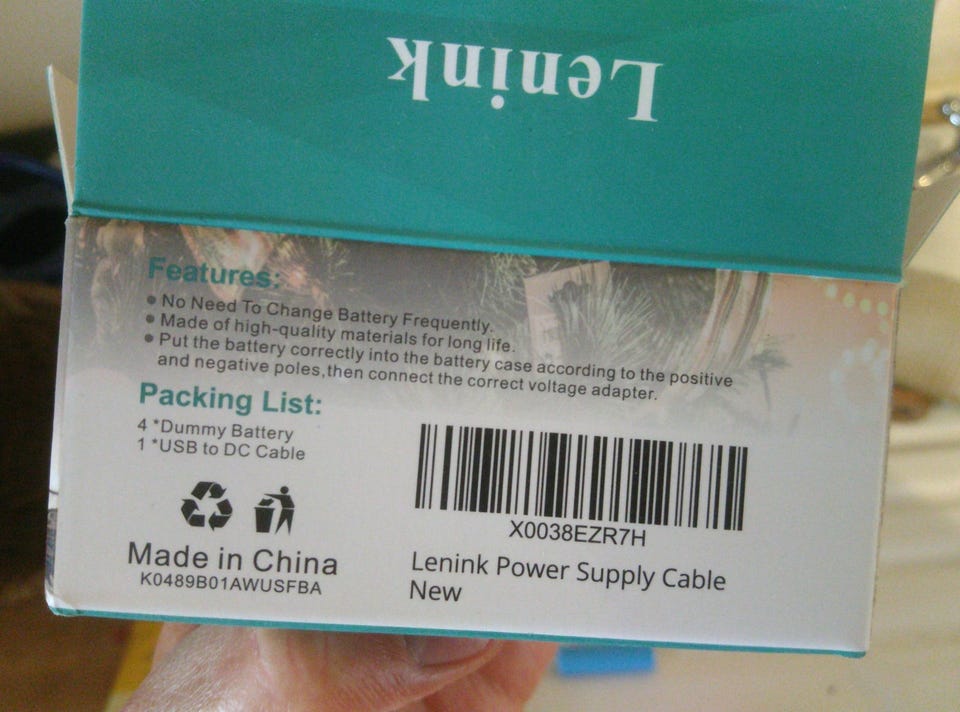 Lenink
Features:
• No Need To Change Battery Frequently.
• Made of high-quality materials for long life.
• Put the battery correctly into the battery case according to the positive
and negative poles,then connect the correct voltage adapter.
Packing List:
4 *Dummy Battery
1 *USB to DC Cable
Made in China
K0489B01AWUSFBA
X0038EZR7H
Lenink Power Supply Cable
New